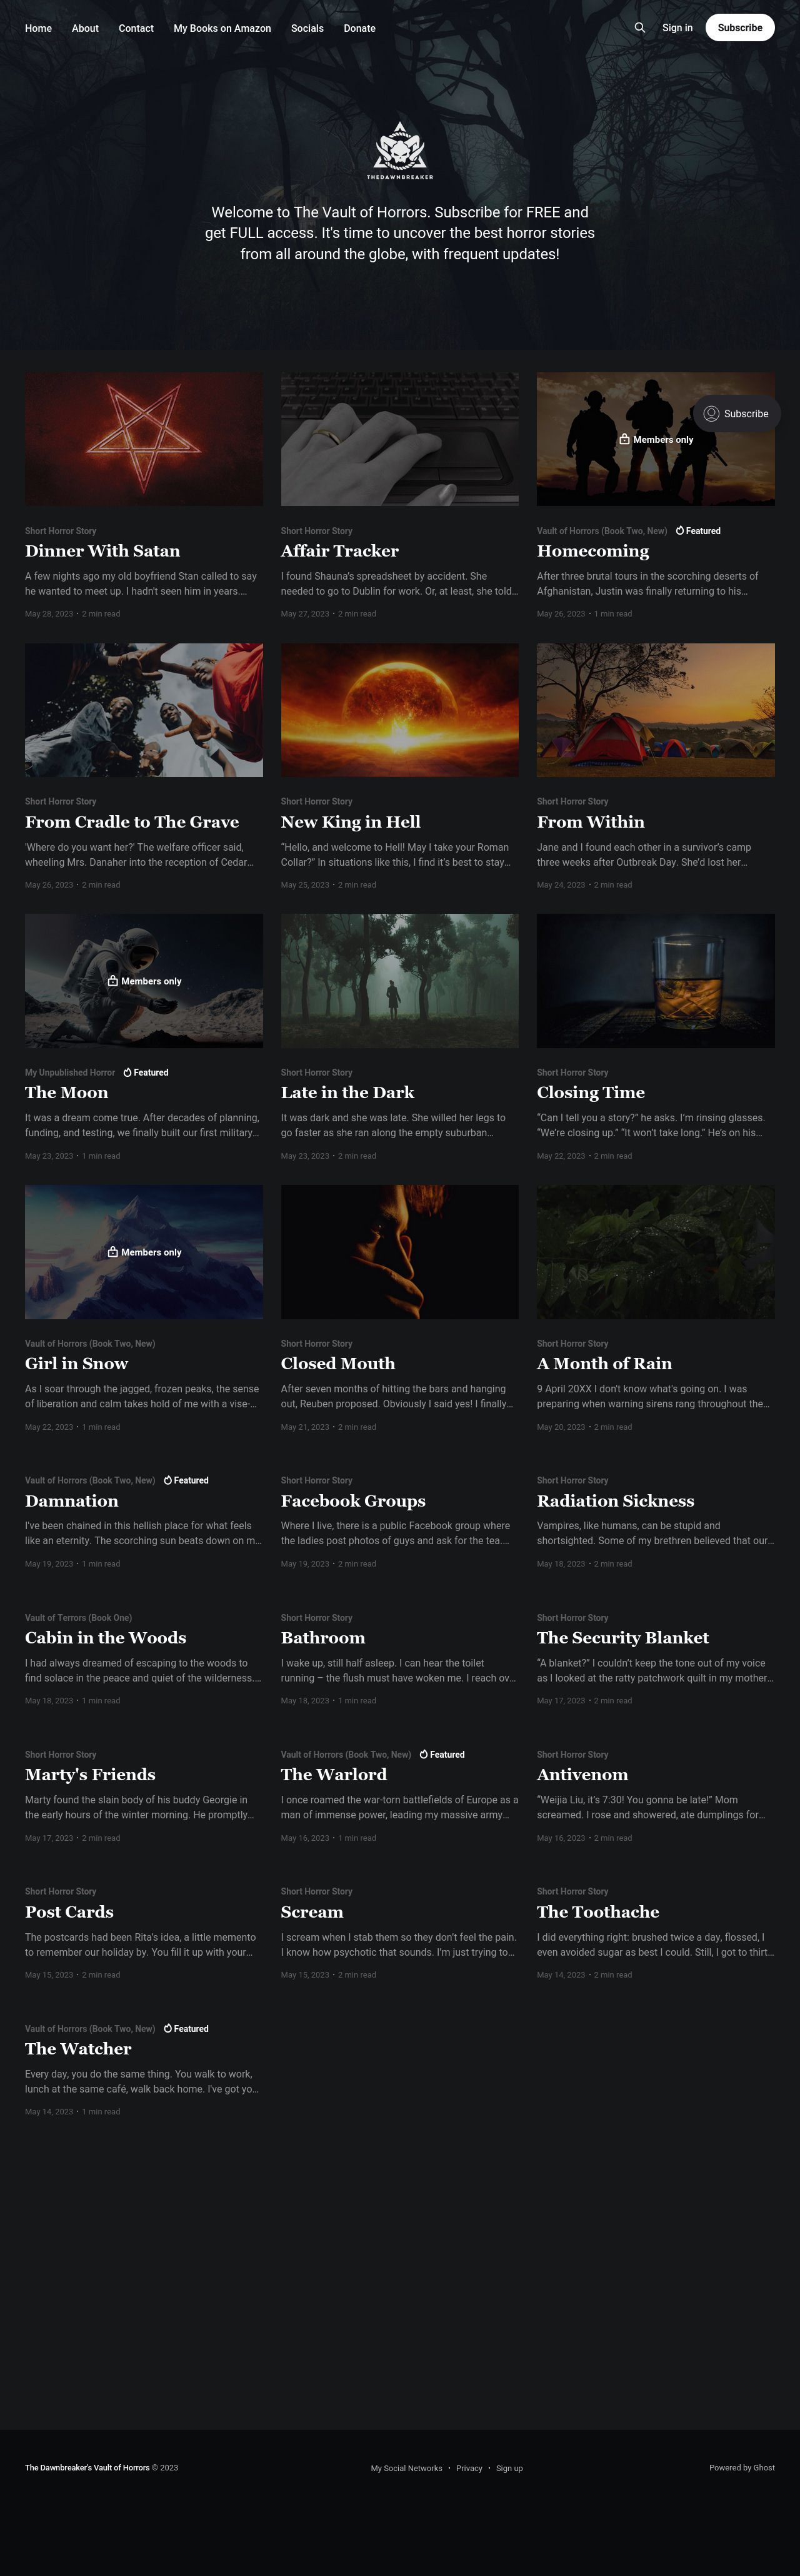 Home About Contact My Books on Amazon Socials Donate Sign in Subscribe
THEDAWNBREAKER
Welcome to The Vault of Horrors. Subscribe for FREE and
get FULL access. It's time to uncover the best horror stories
from all around the globe, with frequent updates!
Subscribe
Members only
Short Horror Story
Dinner With Satan
A few nights ago my old boyfriend Stan called to say
he wanted to meet up. I hadn't seen him in years.…
May 28, 2023 • 2 min read
Short Horror Story
Affair Tracker
I found Shauna’s spreadsheet by accident. She
needed to go to Dublin for work. Or, at least, she told…
May 27, 2023 • 2 min read
Vault of Horrors (Book Two, New) Featured
Homecoming
After three brutal tours in the scorching deserts of
Afghanistan, Justin was finally returning to his…
May 26, 2023 • 1 min read
Short Horror Story
From Cradle to The Grave
'Where do you want her?' The welfare officer said,
wheeling Mrs. Danaher into the reception of Cedar…
May 26, 2023 • 2 min read
Short Horror Story
New King in Hell
“Hello, and welcome to Hell! May I take your Roman
Collar?” In situations like this, I find it’s best to stay…
May 25, 2023 • 2 min read
Short Horror Story
From Within
Jane and I found each other in a survivor’s camp
three weeks after Outbreak Day. She’d lost her…
May 24, 2023 • 2 min read
Members only
My Unpublished Horror Featured
The Moon
It was a dream come true. After decades of planning,
funding, and testing, we finally built our first military…
May 23, 2023 • 1 min read
Short Horror Story
Late in the Dark
It was dark and she was late. She willed her legs to
go faster as she ran along the empty suburban…
May 23, 2023 • 2 min read
Short Horror Story
Closing Time
“Can I tell you a story?” he asks. I’m rinsing glasses.
“We’re closing up.” “It won’t take long.” He’s on his…
May 22, 2023 • 2 min read
Members only
Vault of Horrors (Book Two, New)
Girl in Snow
As I soar through the jagged, frozen peaks, the sense
of liberation and calm takes hold of me with a vise-…
May 22, 2023 • 1 min read
Short Horror Story
Closed Mouth
After seven months of hitting the bars and hanging
out, Reuben proposed. Obviously I said yes! I finally…
May 21, 2023 • 2 min read
Short Horror Story
A Month of Rain
9 April 20XX I don't know what's going on. I was
preparing when warning sirens rang throughout the…
May 20, 2023 • 2 min read
Vault of Horrors (Book Two, New) Featured
Damnation
I've been chained in this hellish place for what feels
like an eternity. The scorching sun beats down on m…
May 19, 2023 • 1 min read
Short Horror Story
Facebook Groups
Where I live, there is a public Facebook group where
the ladies post photos of guys and ask for the tea.…
May 19, 2023 • 2 min read
Short Horror Story
Radiation Sickness
Vampires, like humans, can be stupid and
shortsighted. Some of my brethren believed that our…
May 18, 2023 • 2 min read
Vault of Terrors (Book One)
Cabin in the Woods
I had always dreamed of escaping to the woods to
find solace in the peace and quiet of the wilderness.…
May 18, 2023 • 1 min read
Short Horror Story
Bathroom
I wake up, still half asleep. I can hear the toilet
running – the flush must have woken me. I reach ov…
May 18, 2023 • 1 min read
Short Horror Story
The Security Blanket
“A blanket?” I couldn’t keep the tone out of my voice
as I looked at the ratty patchwork quilt in my mother…
May 17, 2023 • 2 min read
Short Horror Story
Marty's Friends
Marty found the slain body of his buddy Georgie in
the early hours of the winter morning. He promptly…
May 17, 2023 • 2 min read
Vault of Horrors (Book Two, New) Featured
The Warlord
I once roamed the war-torn battlefields of Europe as a
man of immense power, leading my massive army…
May 16, 2023 • 1 min read
Short Horror Story
Antivenom
“Weijia Liu, it’s 7:30! You gonna be late!” Mom
screamed. I rose and showered, ate dumplings for…
May 16, 2023 • 2 min read
Short Horror Story
Post Cards
The postcards had been Rita’s idea, a little memento
to remember our holiday by. You fill it up with your…
May 15, 2023 • 2 min read
Short Horror Story
Scream
I scream when I stab them so they don’t feel the pain.
I know how psychotic that sounds. I’m just trying to…
May 15, 2023 • 2 min read
Short Horror Story
The Toothache
I did everything right: brushed twice a day, flossed, I
even avoided sugar as best I could. Still, I got to thirt…
May 14, 2023 • 2 min read
Vault of Horrors (Book Two, New) Featured
The Watcher
Every day, you do the same thing. You walk to work,
lunch at the same café, walk back home. I've got yo…
May 14, 2023 • 1 min read
The Dawnbreaker's Vault of Horrors © 2023
My Social Networks • Privacy • Sign up
Powered by Ghost